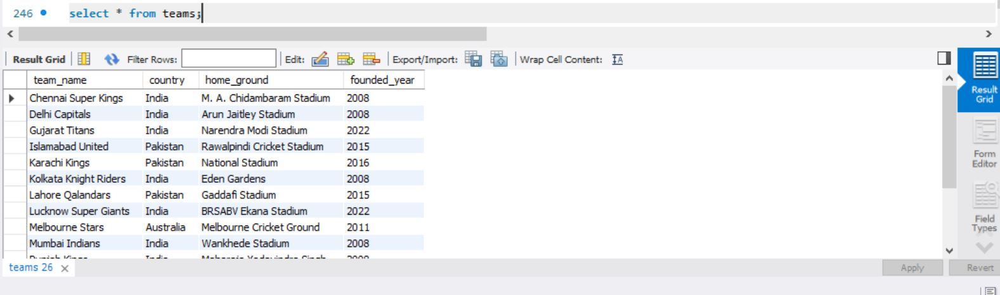 246 select * from teams;
Result Grid Filter Rows: Edit: Export/Import: Wrap Cell Content: IA
team_name country home_ground founded_year
Chennai Super Kings India M. A. Chidambaram Stadium 2008
Delhi Capitals India Arun Jaitley Stadium 2008
Gujarat Titans India Narendra Modi Stadium 2022
Islamabad United Pakistan Rawalpindi Cricket Stadium 2015
Karachi Kings Pakistan National Stadium 2016
Kolkata Knight Riders India Eden Gardens 2008
Lahore Qalandars Pakistan Gaddafi Stadium 2015
Lucknow Super Giants India BRSABV Ekana Stadium 2022
Melbourne Stars Australia Melbourne Cricket Ground 2011
Mumbai Indians India Wankhede Stadium 2008
teams 26
Result
Grid
Form
Editor
Field
Types
Apply Revert